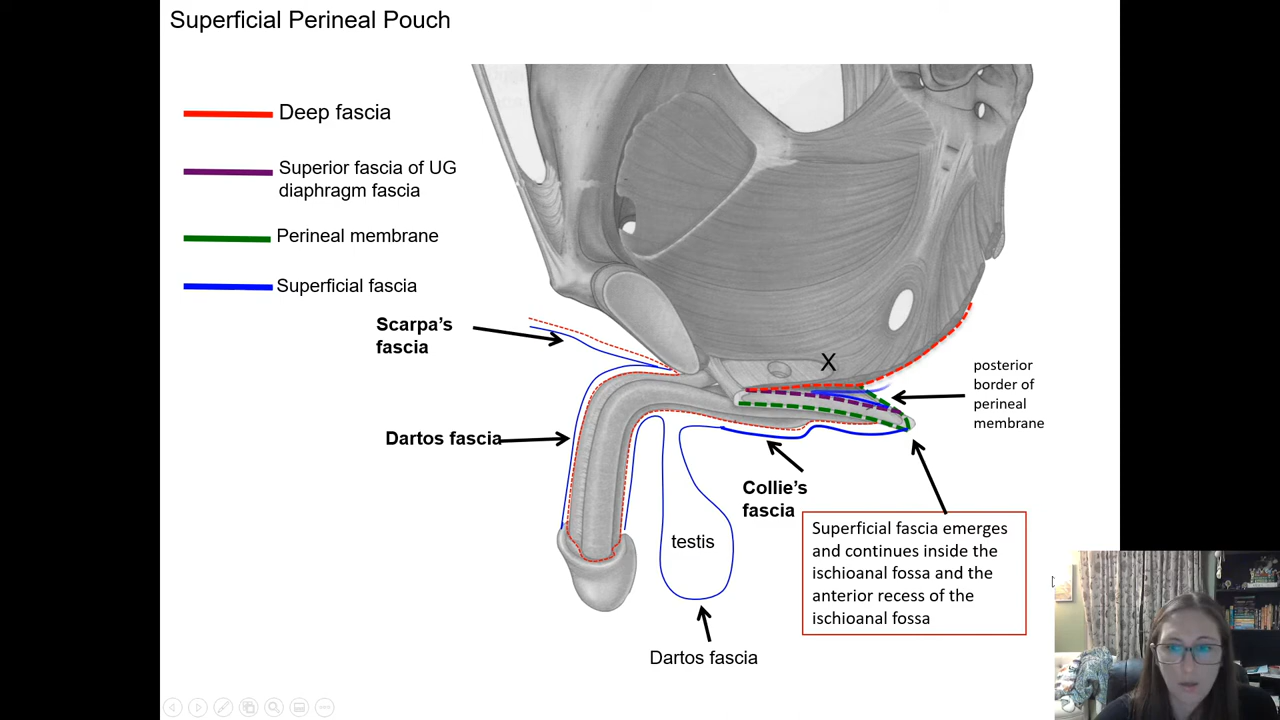 Superficial Perineal Pouch
Deep fascia
Superior fascia of UG
diaphragm fascia
Perineal membrane
Superficial fascia
Scarpa's
fascia
X
posterior
border of
perineal
membrane
Dartos fascia
Collie's
fascia
testis
Superficial fascia emerges
and continues inside the
ischioanal fossa and the
anterior recess of the
ischioanal fossa
Dartos fascia